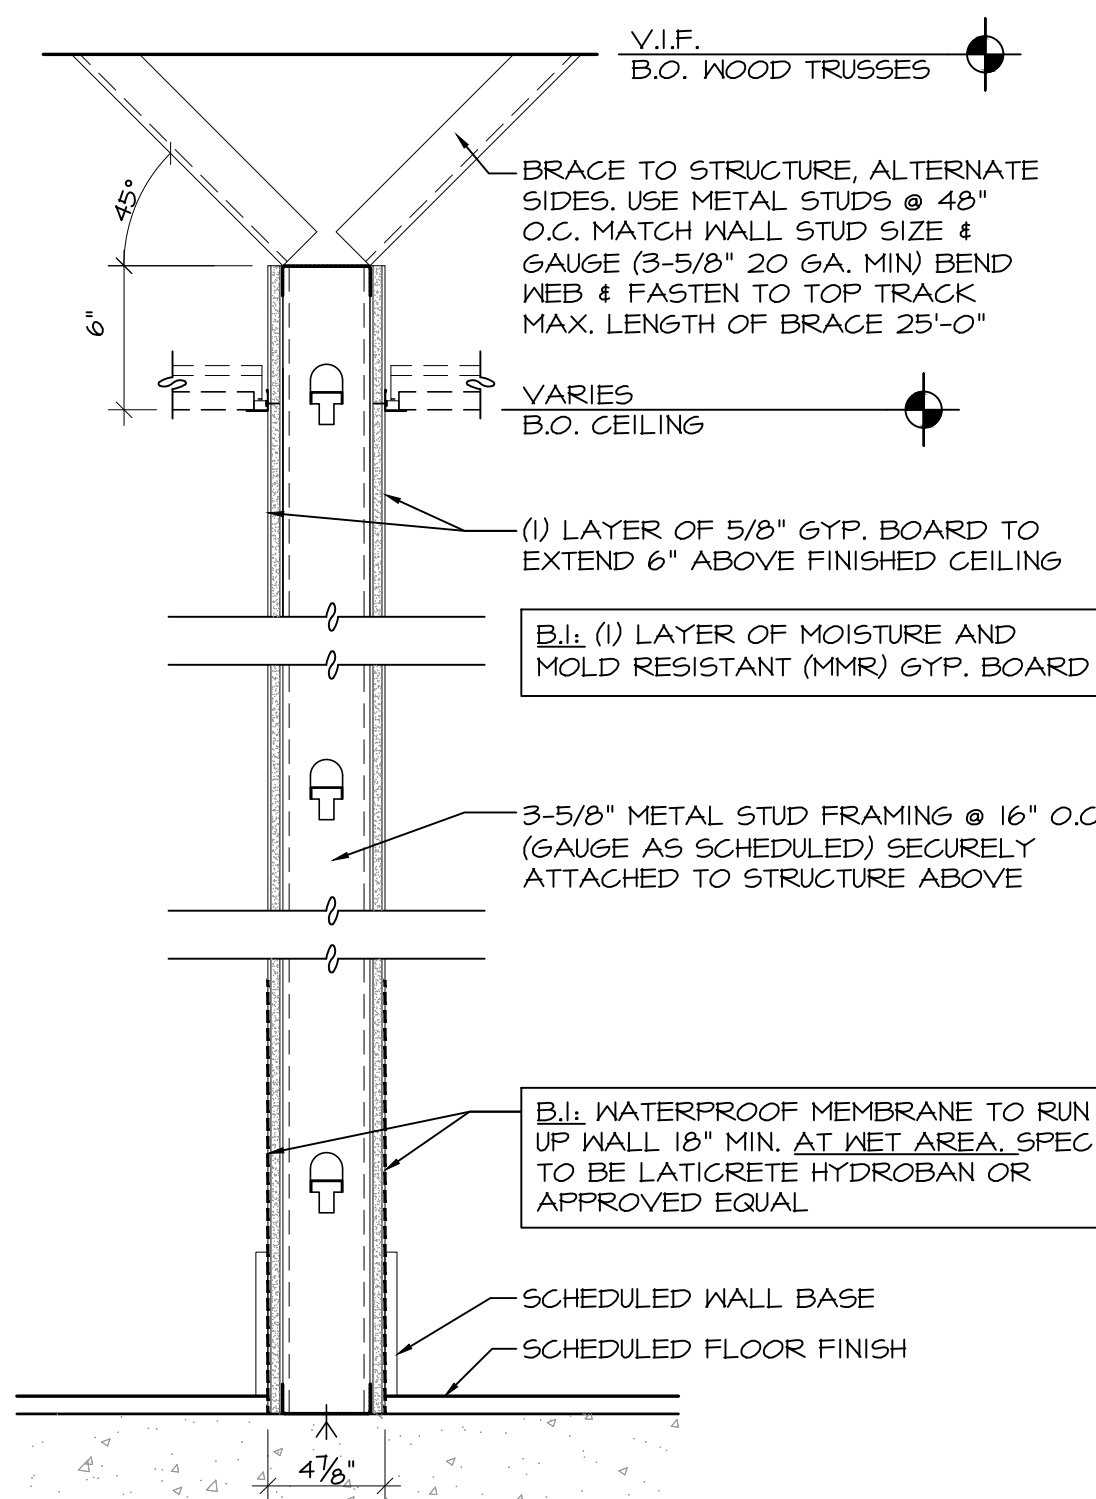 V.I.F.
B.O. WOOD TRUSSES
BRACE TO STRUCTURE, ALTERNATE
SIDES. USE METAL STUDS @ 48"
O.C. MATCH WALL STUD SIZE &
GAUGE (3-5/8" 20 GA. MIN) BEND
WEB & FASTEN TO TOP TRACK
MAX. LENGTH OF BRACE 25'-0"
45°
6"
VARIES
B.O. CEILING
(1) LAYER OF 5/8" GYP. BOARD TO
EXTEND 6" ABOVE FINISHED CEILING
B.1: (1) LAYER OF MOISTURE AND
MOLD RESISTANT (MMR) GYP. BOARD
3-5/8" METAL STUD FRAMING @ 16" O.C
(GAUGE AS SCHEDULED) SECURELY
ATTACHED TO STRUCTURE ABOVE
B.1: WATERPROOF MEMBRANE TO RUN
UP WALL 18" MIN. AT WET AREA. SPEC
TO BE LATICRETE HYDROBAN OR
APPROVED EQUAL
SCHEDULED WALL BASE
SCHEDULED FLOOR FINISH
4 7/8"